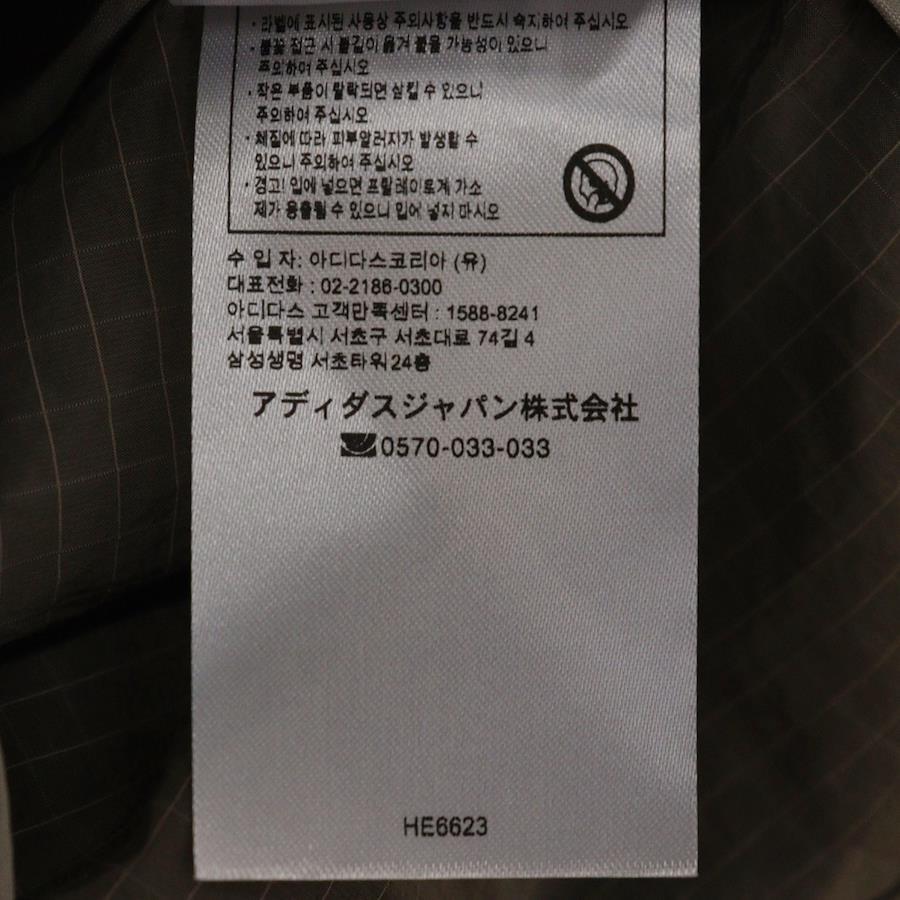 · 라벨에 표시된 사용상 주의사항을 반드시 숙지하여 주십시오
· 불꽃 접근 시 불길이 옮겨 붙을 가능성이 있으니
주의하여 주십시오
· 작은 부품이 탈락되면 삼킬 수 있으니
주의하여 주십시오
· 체질에 따라 피부알러지가 발생할 수
있으니 주의하여 주십시오
· 경고! 입에 넣으면 프탈레이트계 가소
제가 용출될 수 있으니 입에 넣지 마시오
수 입 자: 아디다스코리아 (유)
대표전화 : 02-2186-0300
아디다스 고객만족센터 : 1588-8241
서울특별시 서초구 서초대로 74길 4
삼성생명 서초타워 24층
アディダスジャパン株式会社
0570-033-033
HE6623